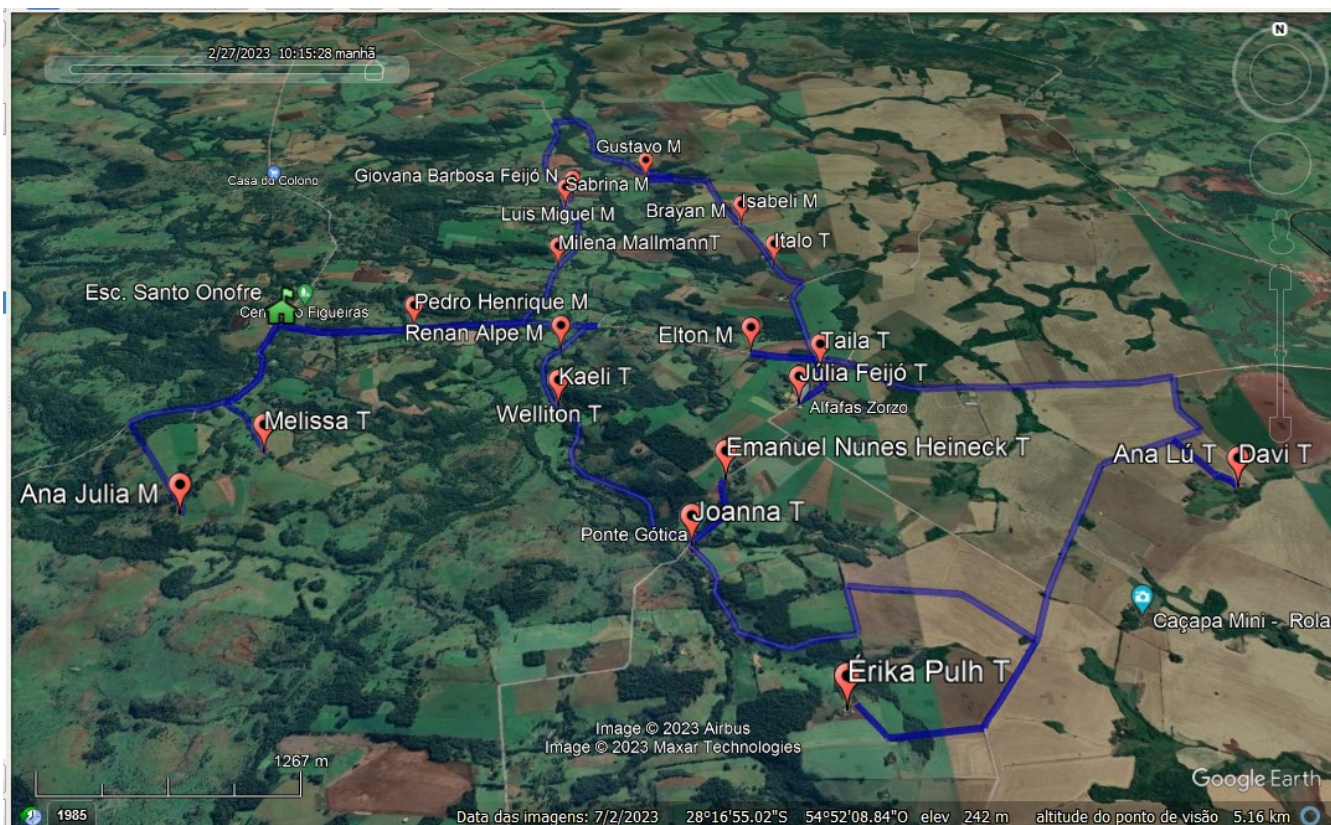 2/27/2023 10:15:28 manhã
N
Gustavo M
Casa do Colono
Giovana Barbosa Feijó N
Sabrina M
Luis Miguel M
Brayan M
Isabeli M
Milena MallmannT
Italo T
Esc. Santo Onofre
Figueiras
Pedro Henrique M
Renan Alpe M
Elton M
Taila T
Kaeli T
Júlia Feijó T
Welliton T
Alfafas Zorzo
Melissa T
Emanuel Nunes Heineck T
Ana Lú T
Davi T
Ana Julia M
Joanna T
Ponte Gótica
Caçapa Mini - Rola
Érika Pulh T
Image © 2023 Airbus
Image © 2023 Maxar Technologies
1267 m
Google Earth
1985
Data das imagens: 7/2/2023 28°16'55.02"S 54°52'08.84"O elev 242 m altitude do ponto de visão 5.16 km